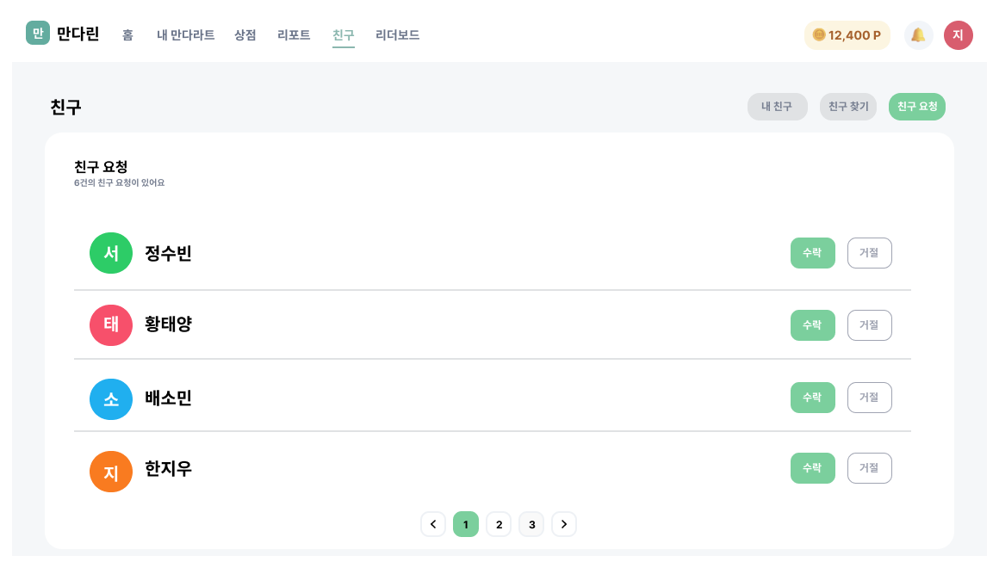 만 만다린 홈 내 만다라트 상점 리포트 친구 리더보드 12,400 P 지
친구 내 친구 친구 찾기 친구 요청
친구 요청
6건의 친구 요청이 있어요
서 정수빈 수락 거절
태 황태양 수락 거절
소 배소민 수락 거절
지 한지우 수락 거절
< 1 2 3 >